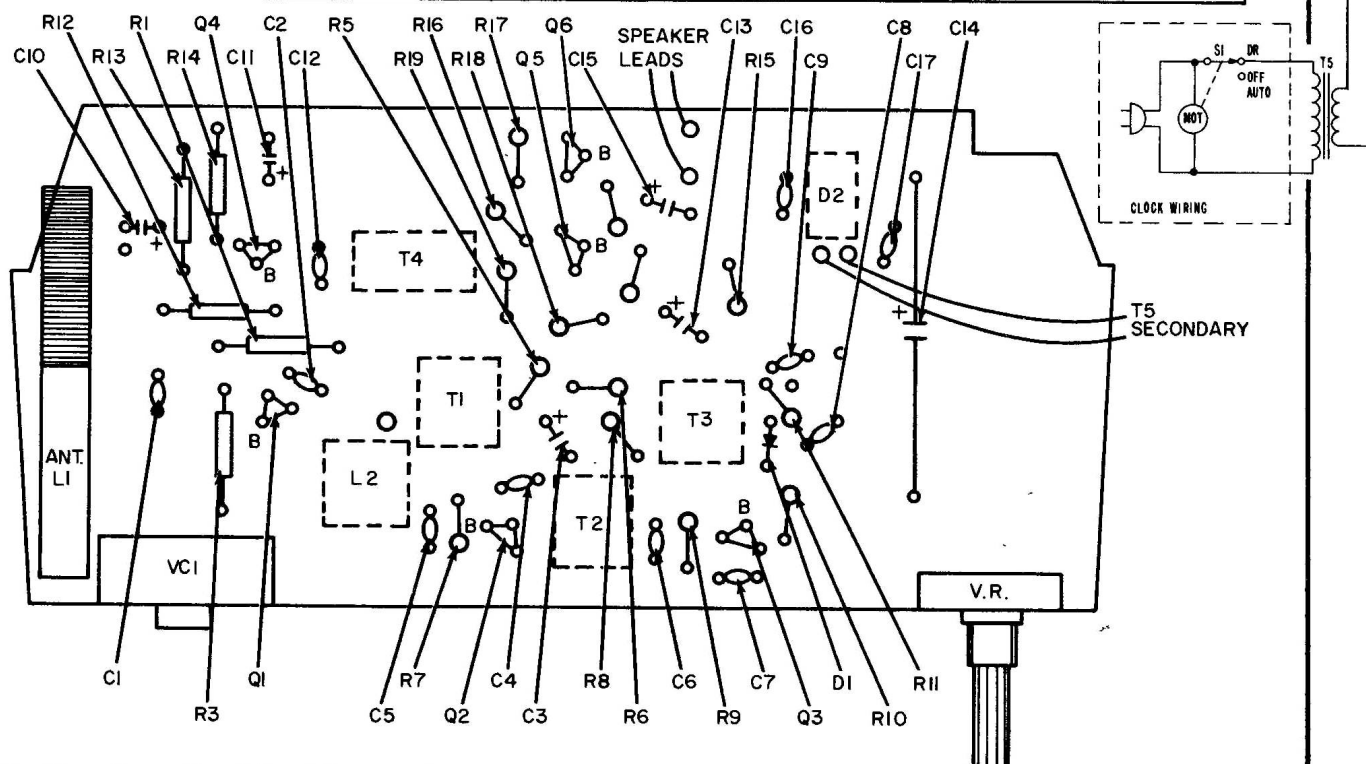 R12 R1 Q4 C2 R5 R16 R17 Q6 SPEAKER LEADS C13 C16 C8 C14
C10 R13 R14 C11 C12 R19 R18 Q5 C15 R15 C9 C17
S1 DR
OFF
AUTO
T5
MOT
CLOCK WIRING
B
+
D2
+
+
B
T4
B
+
+
T5
SECONDARY
T1
T3
+
B
ANT.
L1
L2
T2
B
B
VC1
V.R.
C1 Q1 R7 C4 R8 C6 C7 D1 R11
R3 C5 Q2 C3 R6 R9 Q3 R10